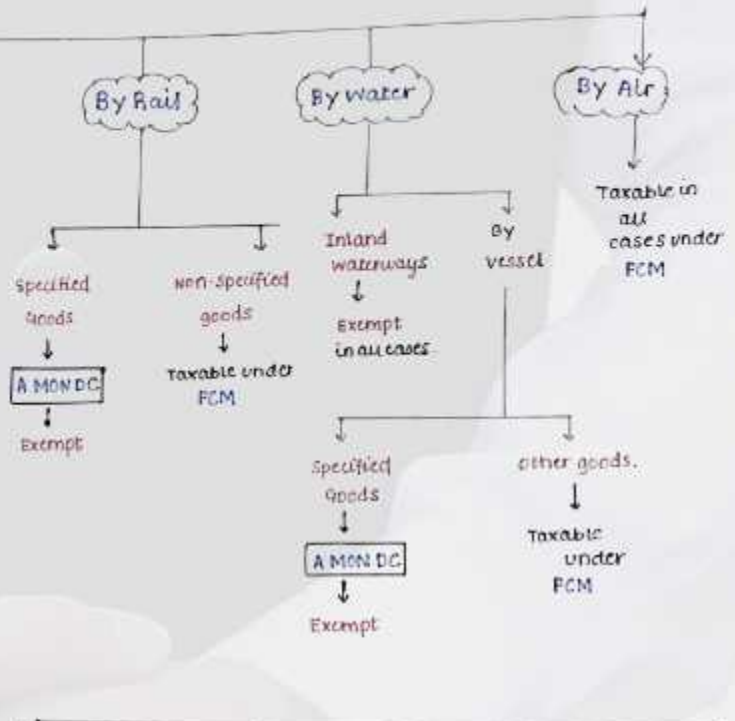 By Rail
By Water
By Air
Specified
Goods
A MON DC
Exempt
Non-Specified
goods
Taxable under
FCM
Inland
waterways
Exempt
in all cases
By
vessel
Specified
Goods
A MON DC
Exempt
other goods.
Taxable
under
FCM
Taxable in
all
cases under
FCM